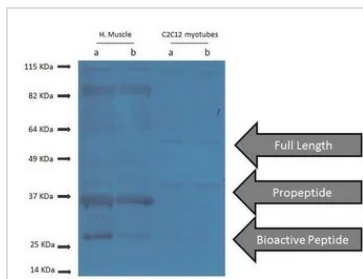 H. Muscle C2C12 myotubes
a b a b
115 KDa
82 KDa
64 KDa
49 KDa
37 KDa
25 KDa
14 KDa
Full Length
Propeptide
Bioactive Peptide